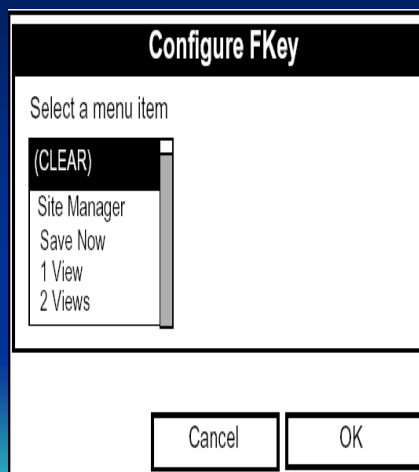 Configure FKey
Select a menu item
(CLEAR)
Site Manager
Save Now
1 View
2 Views
Cancel
OK